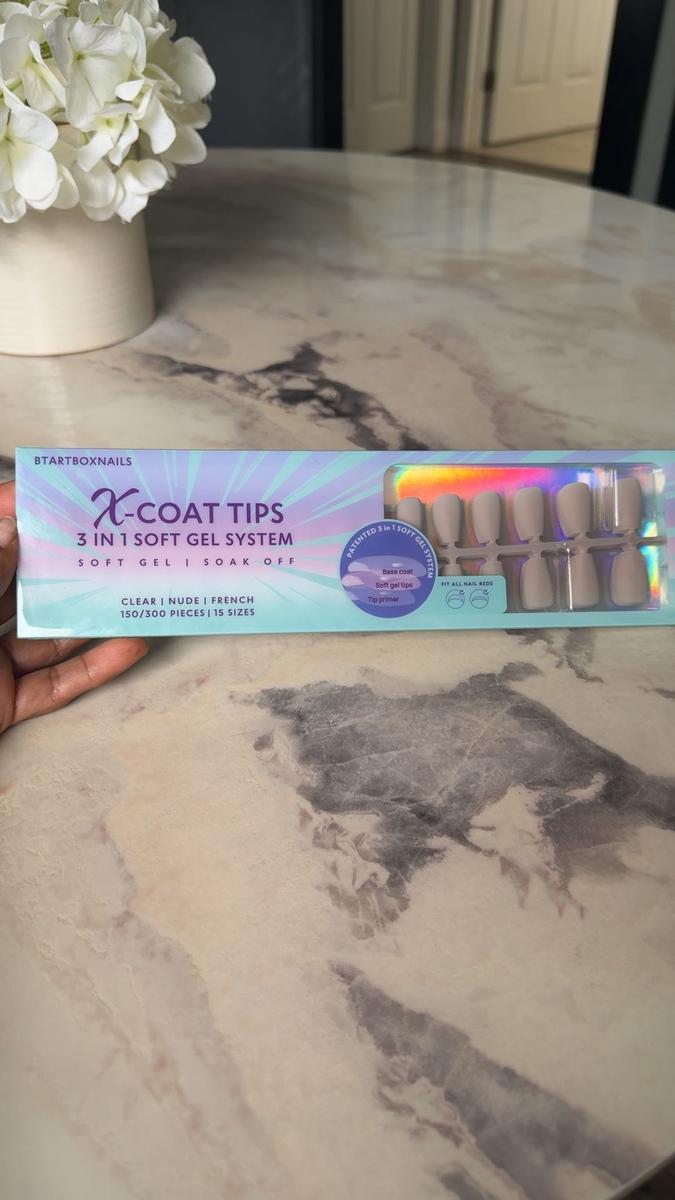 BTARTBOXNAILS
X-COAT TIPS
3 IN 1 SOFT GEL SYSTEM
SOFT GEL | SOAK OFF
CLEAR | NUDE | FRENCH
150/300 PIECES | 15 SIZES
PATENTED 3 in 1 SOFT GEL SYSTEM
Base coat
Soft gel tips
Tip primer
FIT ALL NAIL BEDS